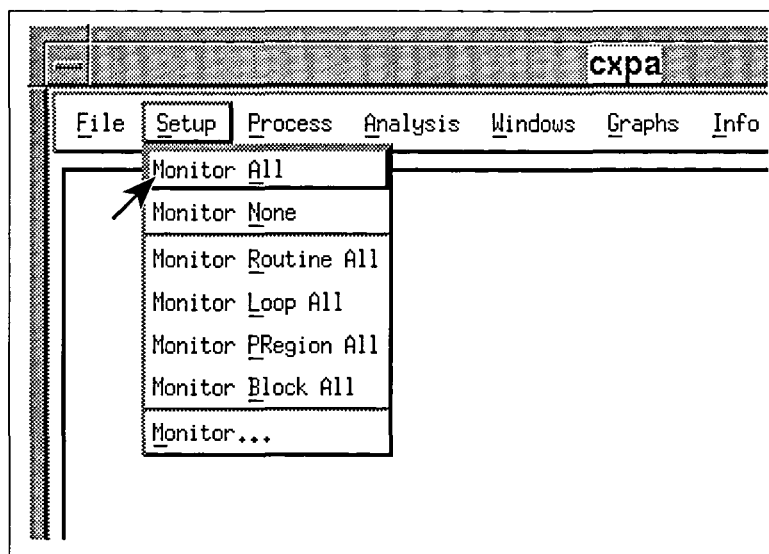 cxpa
File Setup Process Analysis Windows Graphs Info
Monitor All
Monitor None
Monitor Routine All
Monitor Loop All
Monitor PRegion All
Monitor Block All
Monitor...